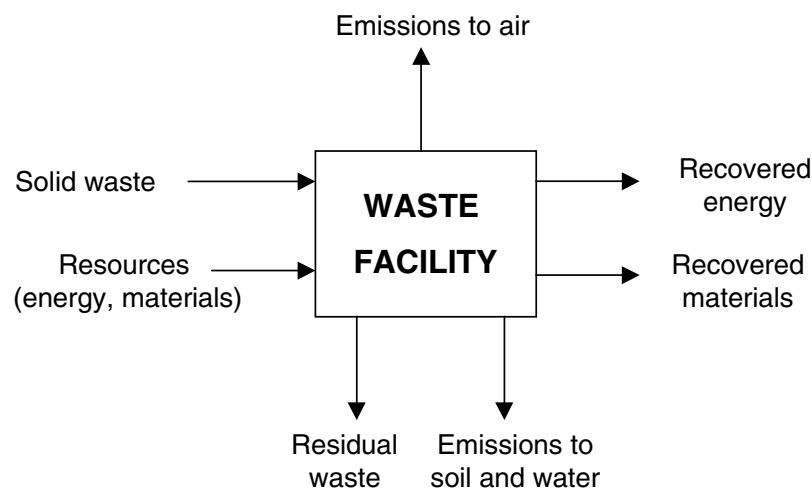 Emissions to air
Solid waste
WASTE
FACILITY
Recovered
energy
Resources
(energy, materials)
Recovered
materials
Residual
waste
Emissions to
soil and water